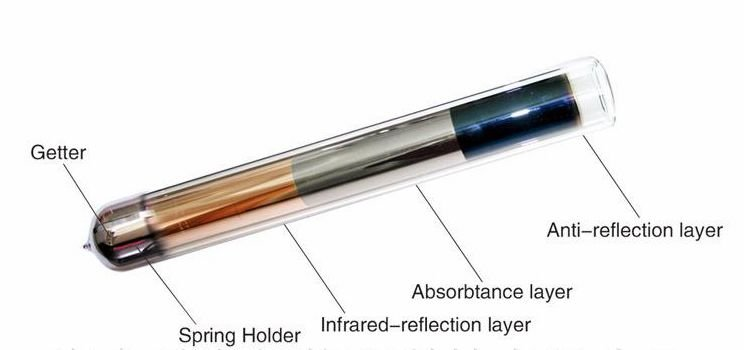 Getter
Anti-reflection layer
Absorbtance layer
Infrared-reflection layer
Spring Holder